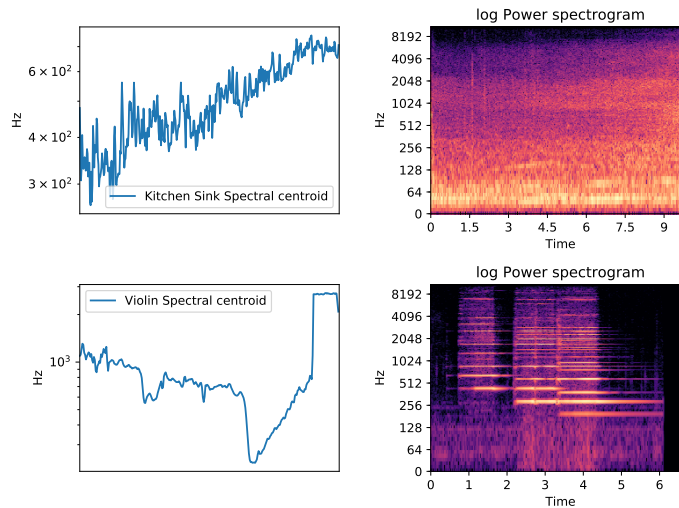 Hz
6 × 10²
4 × 10²
3 × 10²
Kitchen Sink Spectral centroid
log Power spectrogram
Hz
8192
4096
2048
1024
512
256
128
64
0
0 1.5 3 4.5 6 7.5 9
Time
Hz
10³
Violin Spectral centroid
log Power spectrogram
Hz
8192
4096
2048
1024
512
256
128
64
0
0 1 2 3 4 5 6
Time